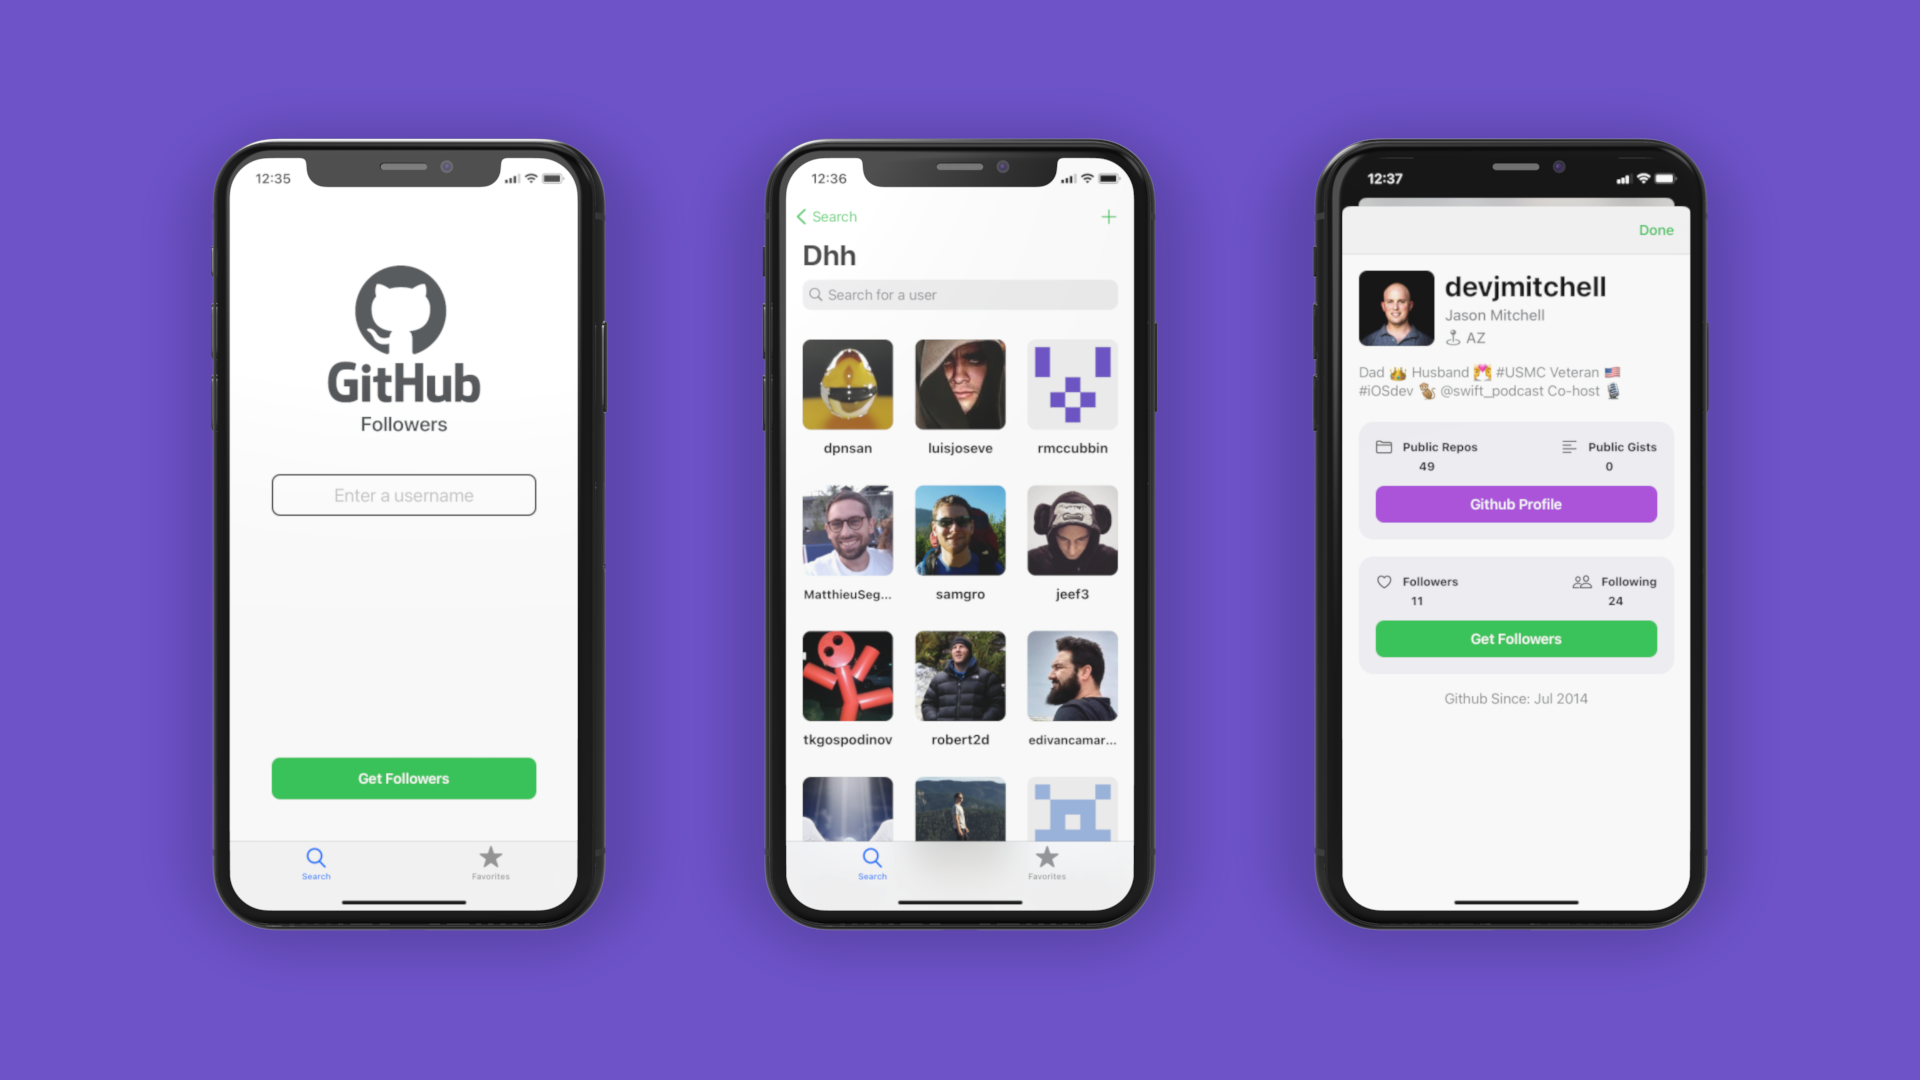 12:35
GitHub
Followers
Enter a username
Get Followers
Search Favorites
12:36
Search
Dhh
Search for a user
dpnsan luisjoseve rmccubbin
MatthieuSeg... samgro jeef3
tkgospodinov robert2d edivancamar...
Search Favorites
12:37
Done
devjmitchell
Jason Mitchell
AZ
Dad 👑 Husband 💏 #USMC Veteran 🇺🇸
#iOSdev 🐒 @swift_podcast Co-host 🎙
Public Repos Public Gists
49 0
Github Profile
Followers Following
11 24
Get Followers
Github Since: Jul 2014